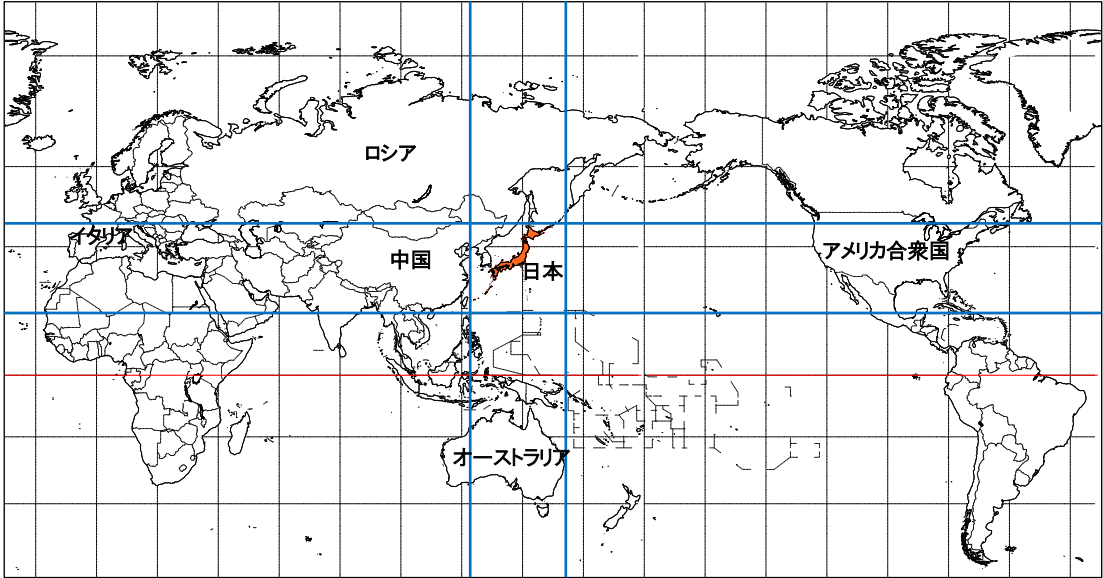 ロシア
イタリア
中国
日本
アメリカ合衆国
オーストラリア